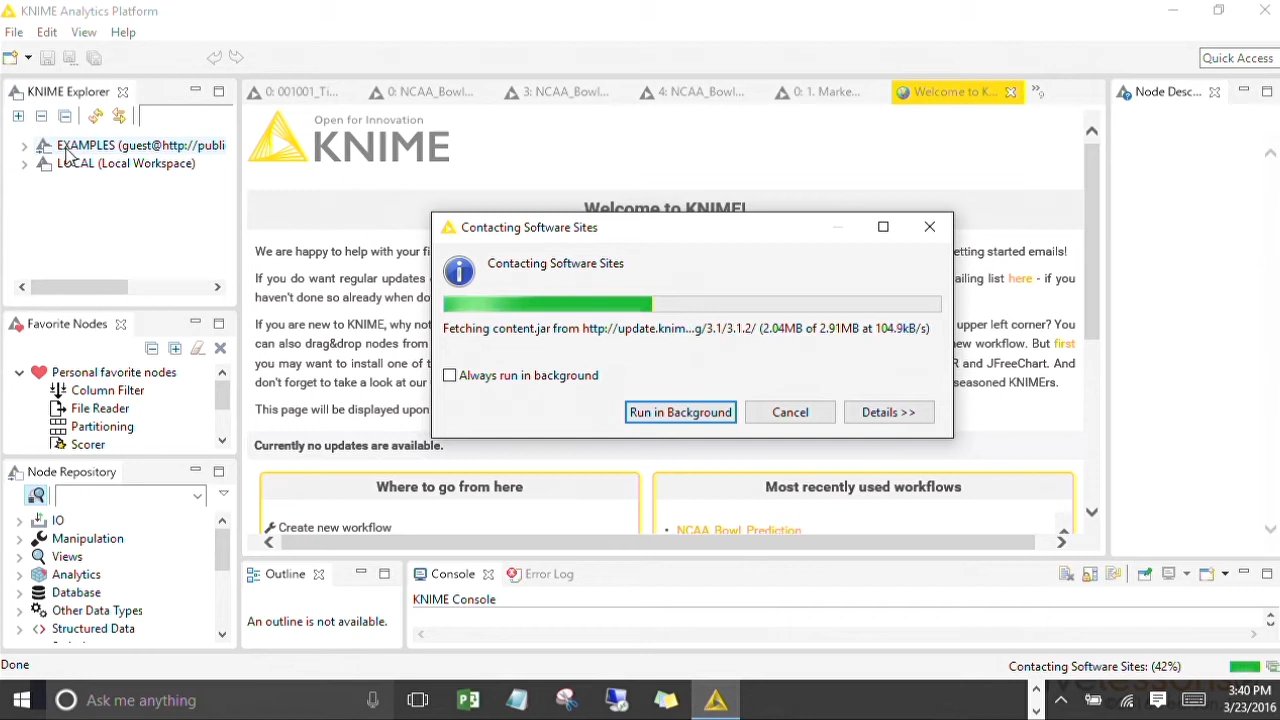 KNIME Analytics Platform
File Edit View Help
Quick Access
KNIME Explorer
EXAMPLES (guest@http://publi
LOCAL (Local Workspace)
Favorite Nodes
Personal favorite nodes
Column Filter
File Reader
Partitioning
Scorer
Node Repository
IO
Manipulation
Views
Analytics
Database
Other Data Types
Structured Data
0: 001001_Ti...
0: NCAA_Bowl...
3: NCAA_Bowl...
4: NCAA_Bowl...
0: 1. Marke...
Welcome to K...
Open for Innovation
KNIME
Welcome to KNIME!
We are happy to help with your fi
etting started emails!
If you do want regular updates
ailing list here - if you
haven't done so already when do
If you are new to KNIME, why not
upper left corner? You
can also drag&drop nodes from
new workflow. But first
you may want to install one of t
R and JFreeChart. And
don't forget to take a look at our
seasoned KNIMErs.
This page will be displayed upon
Currently no updates are available.
Where to go from here
Create new workflow
Most recently used workflows
NCAA_Bowl_Prediction
Contacting Software Sites
Contacting Software Sites
Fetching content.jar from http://update.knim...g/3.1/3.1.2/ (2.04MB of 2.91MB at 104.9kB/s)
Always run in background
Run in Background
Cancel
Details >>
Node Desc...
Outline
An outline is not available.
Console
Error Log
KNIME Console
Done
Contacting Software Sites: (42%)
Ask me anything
3:40 PM
3/23/2016